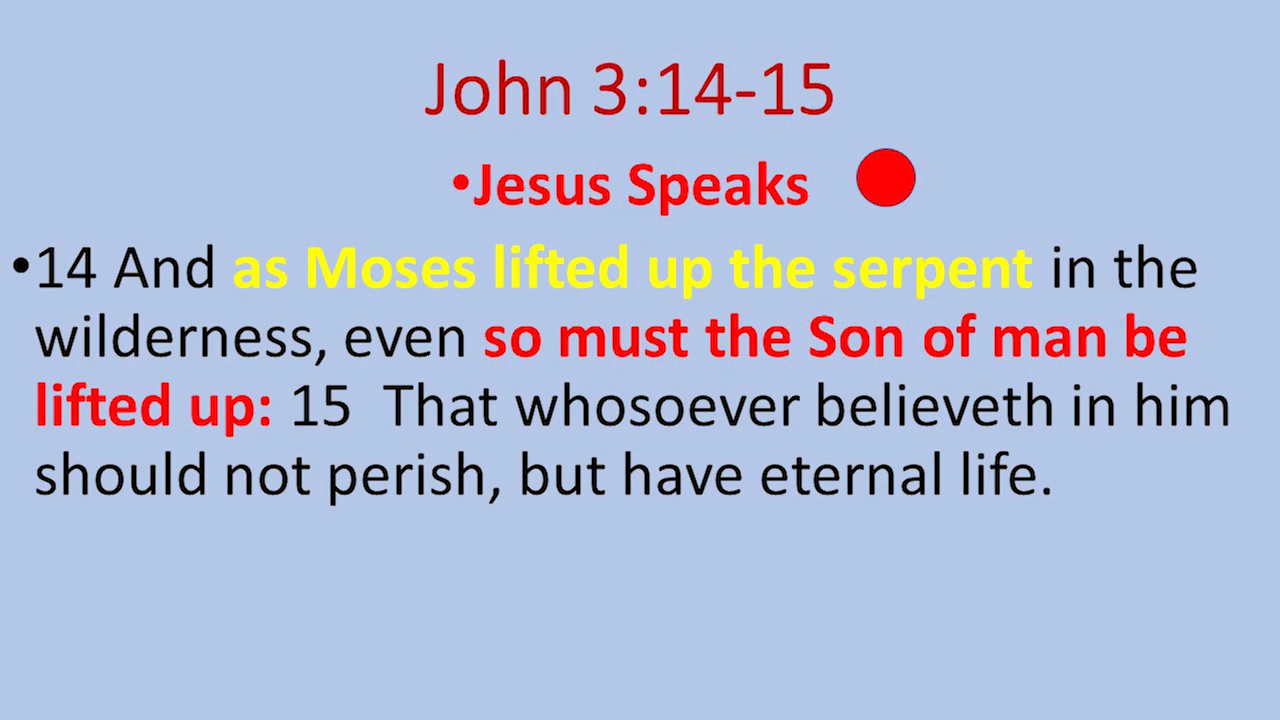 John 3:14-15
•Jesus Speaks
•14 And as Moses lifted up the serpent in the
wilderness, even so must the Son of man be
lifted up: 15  That whosoever believeth in him
should not perish, but have eternal life.